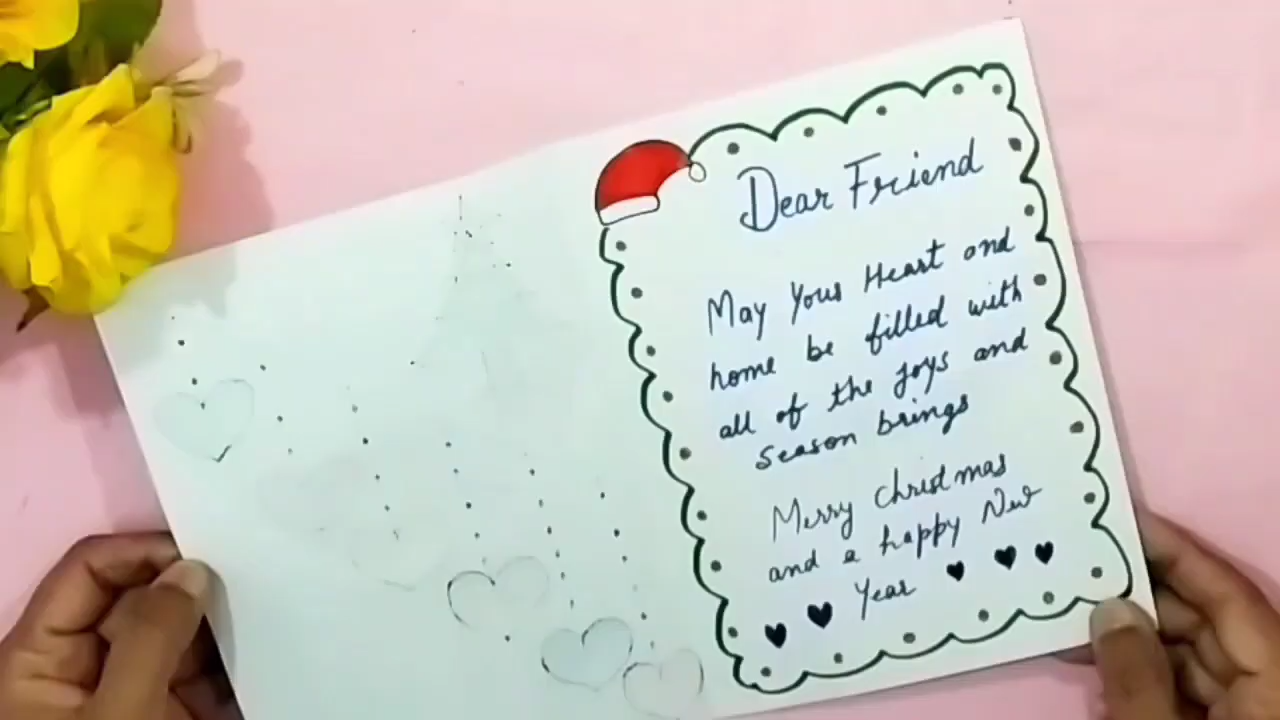 Dear Friend
May Your Heart and
home be filled with
all of the joys and
Season brings
Merry Christmas
and a happy New
Year